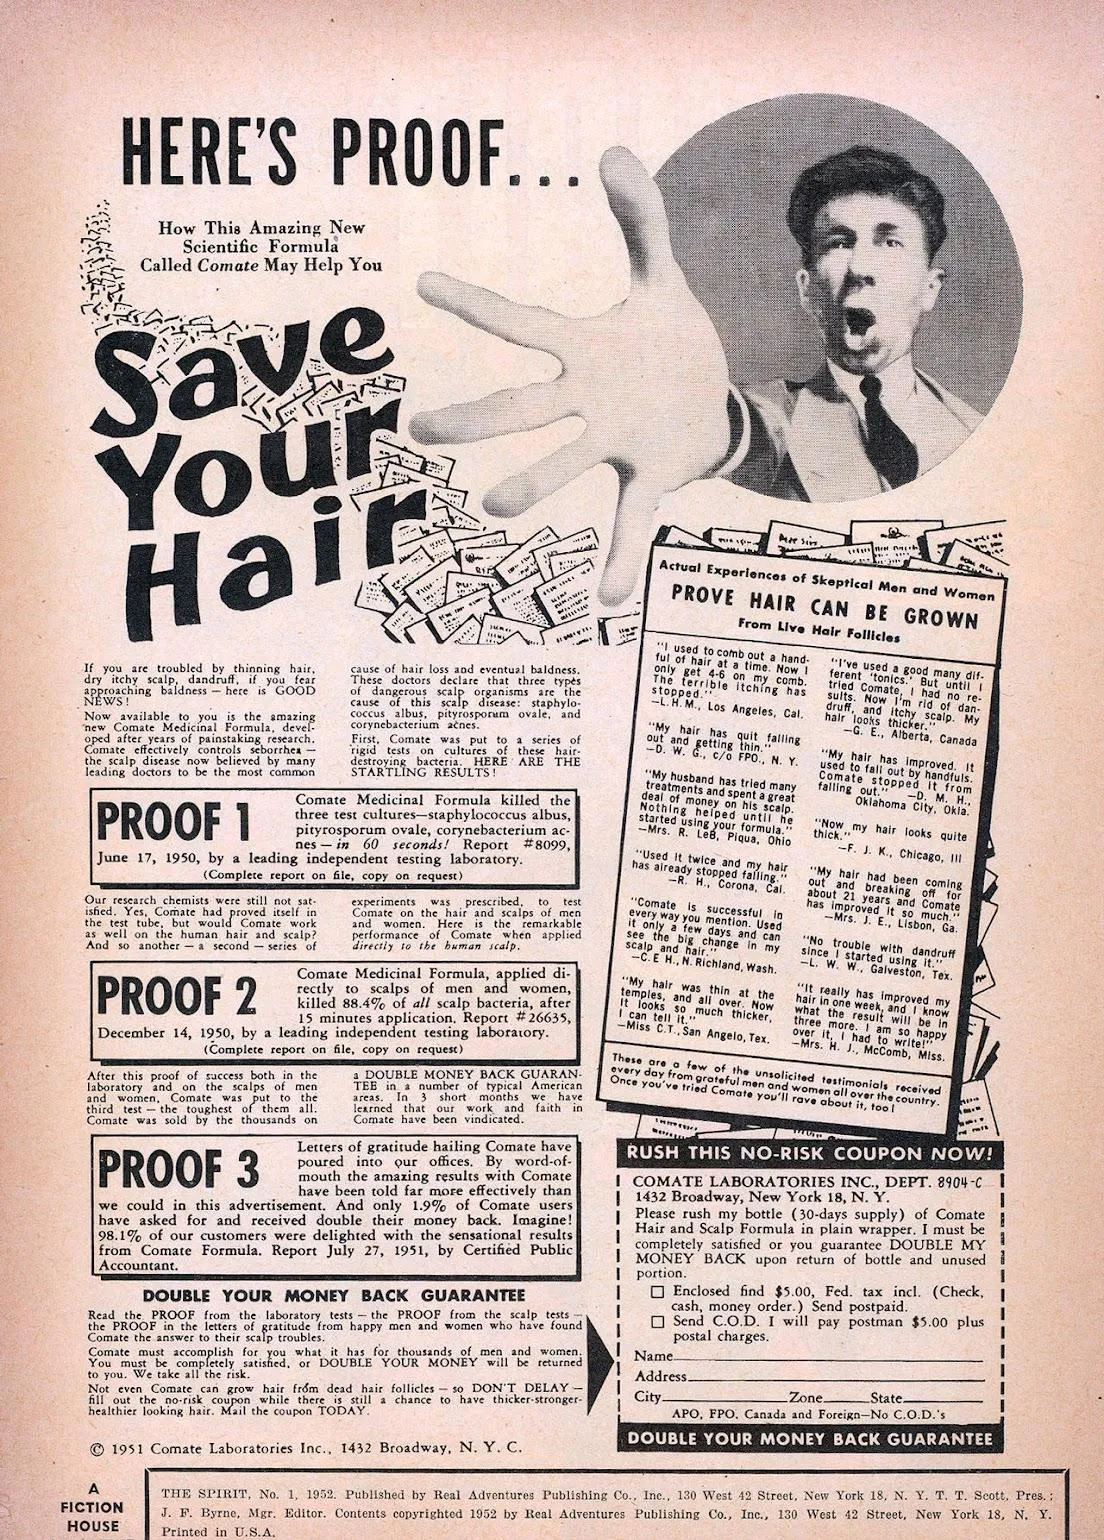 HERE'S PROOF...
How This Amazing New
Scientific Formula
Called Comate May Help You
Save
Your
Hair
If you are troubled by thinning hair,
dry itchy scalp, dandruff, if you fear
approaching baldness — here is GOOD
NEWS!
Now available to you is the amazing
new Comate Medicinal Formula, devel-
oped after years of painstaking research.
Comate effectively controls seborrhea —
the scalp disease now believed by many
leading doctors to be the most common
cause of hair loss and eventual baldness.
These doctors declare that three types
of dangerous scalp organisms are the
cause of this scalp disease: staphylo-
coccus albus, pityrosporum ovale, and
corynebacterium acnes.
First, Comate was put to a series of
rigid tests on cultures of these hair-
destroying bacteria. HERE ARE THE
STARTLING RESULTS!
PROOF 1
Comate Medicinal Formula killed the
three test cultures—staphylococcus albus,
pityrosporum ovale, corynebacterium ac-
nes — in 60 seconds! Report #8099,
June 17, 1950, by a leading independent testing laboratory.
(Complete report on file, copy on request)
Our research chemists were still not sat-
isfied. Yes, Comate had proved itself in
the test tube, but would Comate work
as well on the human hair and scalp?
And so another — a second — series of
experiments was prescribed, to test
Comate on the hair and scalps of men
and women. Here is the remarkable
performance of Comate when applied
directly to the human scalp.
PROOF 2
Comate Medicinal Formula, applied di-
rectly to scalps of men and women,
killed 88.4% of all scalp bacteria, after
15 minutes application. Report #26635,
December 14, 1950, by a leading independent testing laboratory.
(Complete report on file, copy on request)
After this proof of success both in the
laboratory and on the scalps of men
and women, Comate was put to the
third test — the toughest of them all.
Comate was sold by the thousands on
a DOUBLE MONEY BACK GUARAN-
TEE in a number of typical American
areas. In 3 short months we have
learned that our work and faith in
Comate have been vindicated.
PROOF 3
Letters of gratitude hailing Comate have
poured into our offices. By word-of-
mouth the amazing results with Comate
have been told far more effectively than
we could in this advertisement. And only 1.9% of Comate users
have asked for and received double their money back. Imagine!
98.1% of our customers were delighted with the sensational results
from Comate Formula. Report July 27, 1951, by Certified Public
Accountant.
DOUBLE YOUR MONEY BACK GUARANTEE
Read the PROOF from the laboratory tests — the PROOF from the scalp tests —
the PROOF in the letters of gratitude from happy men and women who have found
Comate the answer to their scalp troubles.
Comate must accomplish for you what it has for thousands of men and women.
You must be completely satisfied, or DOUBLE YOUR MONEY will be returned
to you. We take all the risk.
Not even Comate can grow hair from dead hair follicles — so DON'T DELAY —
fill out the no-risk coupon while there is still a chance to have thicker-stronger-
healthier looking hair. Mail the coupon TODAY.
© 1951 Comate Laboratories Inc., 1432 Broadway, N. Y. C.
Dear Sirs
Actual Experiences of Skeptical Men and Women
PROVE HAIR CAN BE GROWN
From Live Hair Follicles
"I used to comb out a hand-
ful of hair at a time. Now I
only get 4-6 on my comb.
The terrible itching has
stopped."
—L. H. M., Los Angeles, Cal.
"My hair has quit falling
out and getting thin."
—D. W. G., c/o FPO., N. Y.
"My husband has tried many
treatments and spent a great
deal of money on his scalp.
Nothing helped until he
started using your formula."
—Mrs. R. LeB, Piqua, Ohio
"Used it twice and my hair
has already stopped falling."
—R. H., Corona, Cal.
"Comate is successful in
every way you mention. Used
it only a few days and can
see the big change in my
scalp and hair."
—C. E H., N. Richland, Wash.
"My hair was thin at the
temples, and all over. Now
it looks so much thicker,
I can tell it."
—Miss C.T., San Angelo, Tex.
"I've used a good many dif-
ferent 'tonics.' But until I
tried Comate, I had no re-
sults. Now I'm rid of dan-
druff, and itchy scalp. My
hair looks thicker."
—G. E., Alberta, Canada
"My hair has improved. It
used to fall out by handfuls.
Comate stopped it from
falling out." —D. M. H.,
Oklahoma City, Okla.
"Now my hair looks quite
thick."
—F. J. K., Chicago, Ill
"My hair had been coming
out and breaking off for
about 21 years and Comate
has improved it so much."
—Mrs. J. E., Lisbon, Ga.
"No trouble with dandruff
since I started using it."
—L. W. W., Galveston, Tex.
"It really has improved my
hair in one week, and I know
what the result will be in
three more. I am so happy
over it, I had to write!"
—Mrs. H. J., McComb, Miss.
These are a few of the unsolicited testimonials received
every day from grateful men and women all over the country.
Once you've tried Comate you'll rave about it, too!
RUSH THIS NO-RISK COUPON NOW!
COMATE LABORATORIES INC., DEPT. 8904-C
1432 Broadway, New York 18, N. Y.
Please rush my bottle (30-days supply) of Comate
Hair and Scalp Formula in plain wrapper. I must be
completely satisfied or you guarantee DOUBLE MY
MONEY BACK upon return of bottle and unused
portion.
Enclosed find $5.00, Fed. tax incl. (Check,
cash, money order.) Send postpaid.
Send C.O.D. I will pay postman $5.00 plus
postal charges.
Name
Address
City Zone State
APO, FPO, Canada and Foreign—No C.O.D.'s
DOUBLE YOUR MONEY BACK GUARANTEE
A
FICTION
HOUSE
THE SPIRIT, No. 1, 1952. Published by Real Adventures Publishing Co., Inc., 130 West 42 Street, New York 18, N. Y. T. T. Scott, Pres.;
J. F. Byrne, Mgr. Editor. Contents copyrighted 1952 by Real Adventures Publishing Co., Inc., 130 West 42 Street, New York 18, N. Y.
Printed in U.S.A.